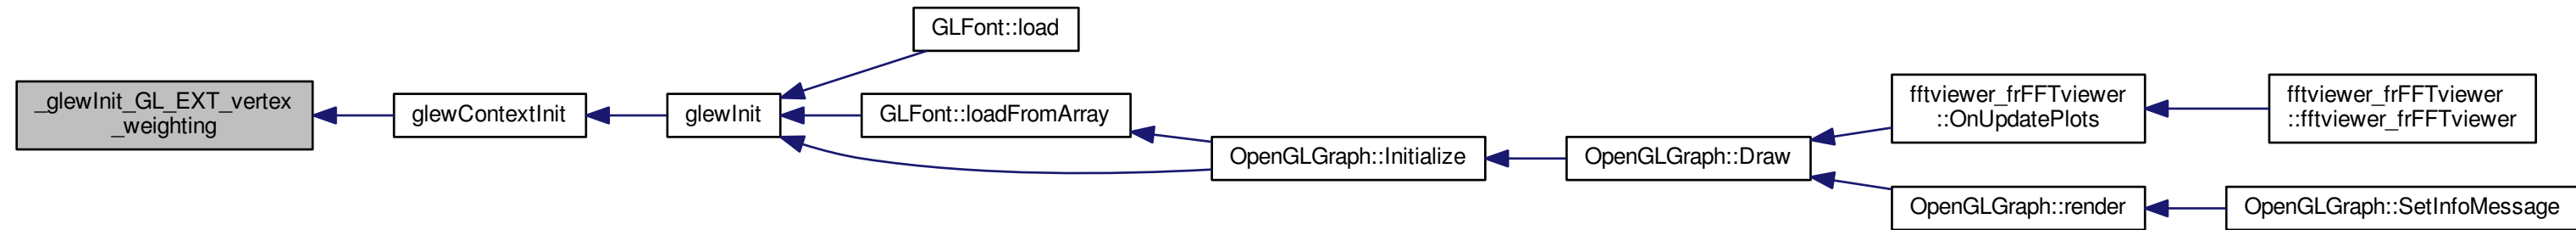 _glewInit_GL_EXT_vertex
_weighting
glewContextInit
glewInit
GLFont::load
GLFont::loadFromArray
OpenGLGraph::Initialize
OpenGLGraph::Draw
fftviewer_frFFTviewer
::OnUpdatePlots
fftviewer_frFFTviewer
::fftviewer_frFFTviewer
OpenGLGraph::render
OpenGLGraph::SetInfoMessage